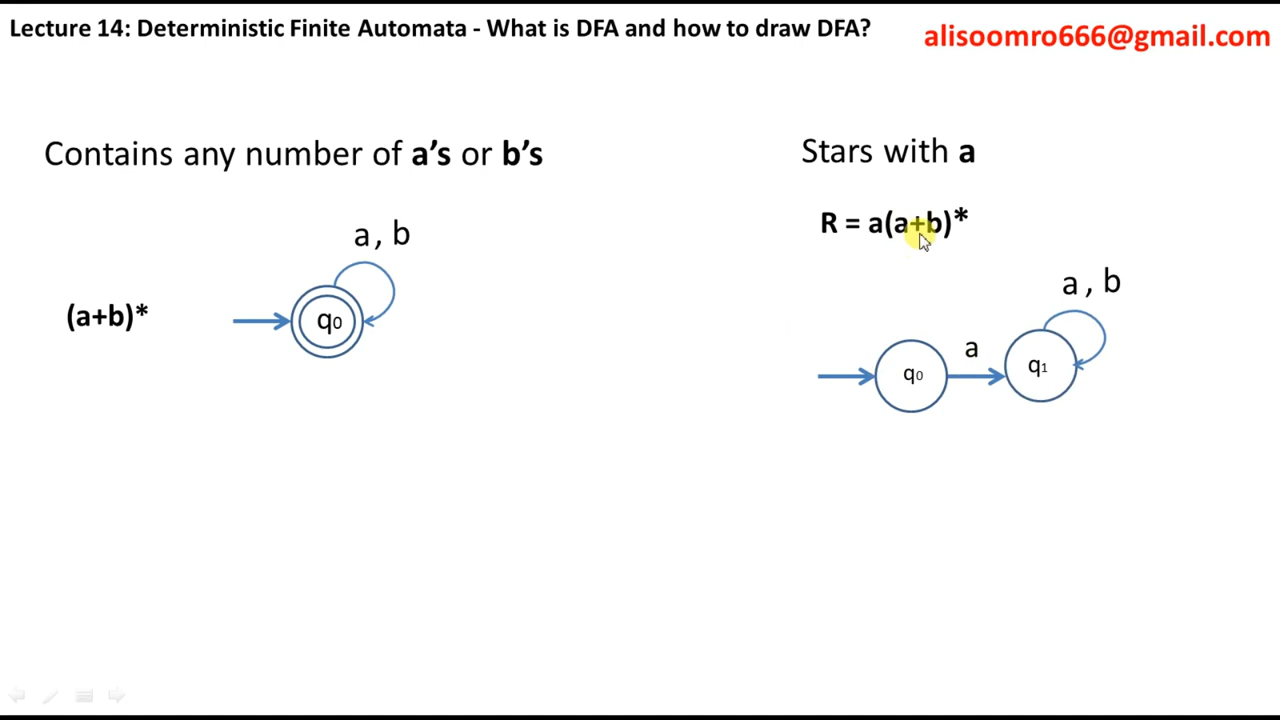 Lecture 14: Deterministic Finite Automata - What is DFA and how to draw DFA?
alisoomro666@gmail.com
Contains any number of a's or b's
a , b
(a+b)*
q0
Stars with a
R = a(a+b)*
a , b
a
q0
q1